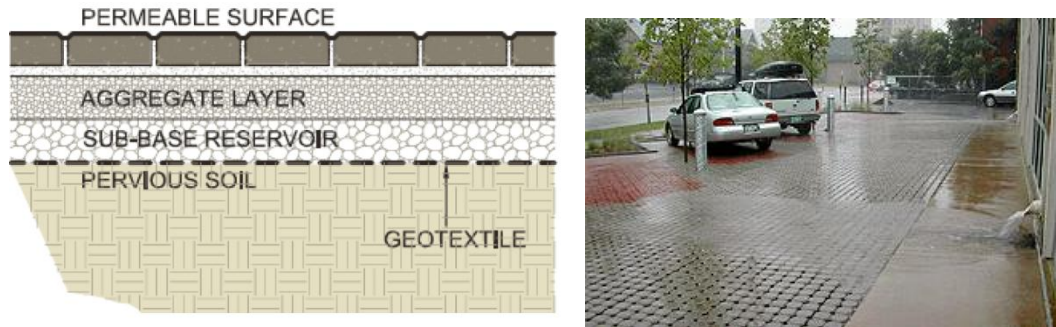 PERMEABLE SURFACE
AGGREGATE LAYER
SUB-BASE RESERVOIR
PERVIOUS SOIL
GEOTEXTILE